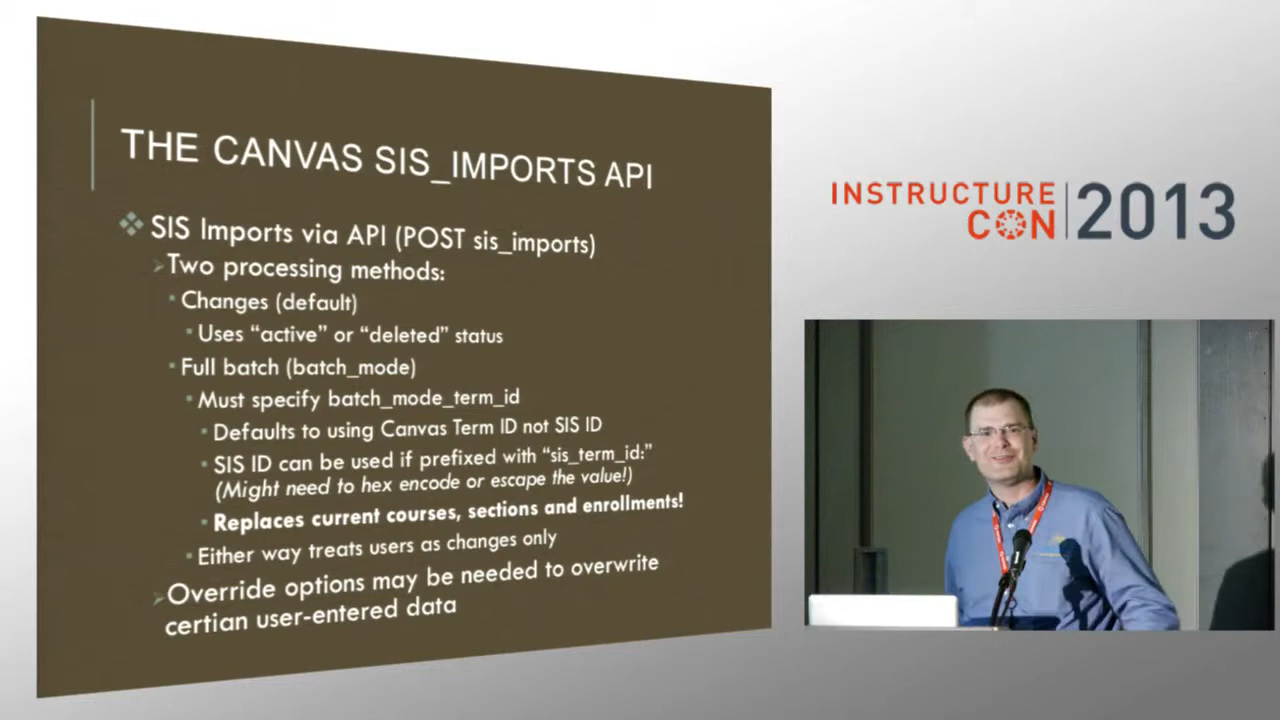 THE CANVAS SIS_IMPORTS API
SIS Imports via API (POST sis_imports)
Two processing methods:
Changes (default)
Uses “active” or “deleted” status
Full batch (batch_mode)
Must specify batch_mode_term_id
Defaults to using Canvas Term ID not SIS ID
SIS ID can be used if prefixed with “sis_term_id:”
(Might need to hex encode or escape the value!)
Replaces current courses, sections and enrollments!
Either way treats users as changes only
Override options may be needed to overwrite
certian user-entered data
INSTRUCTURE
CON 2013